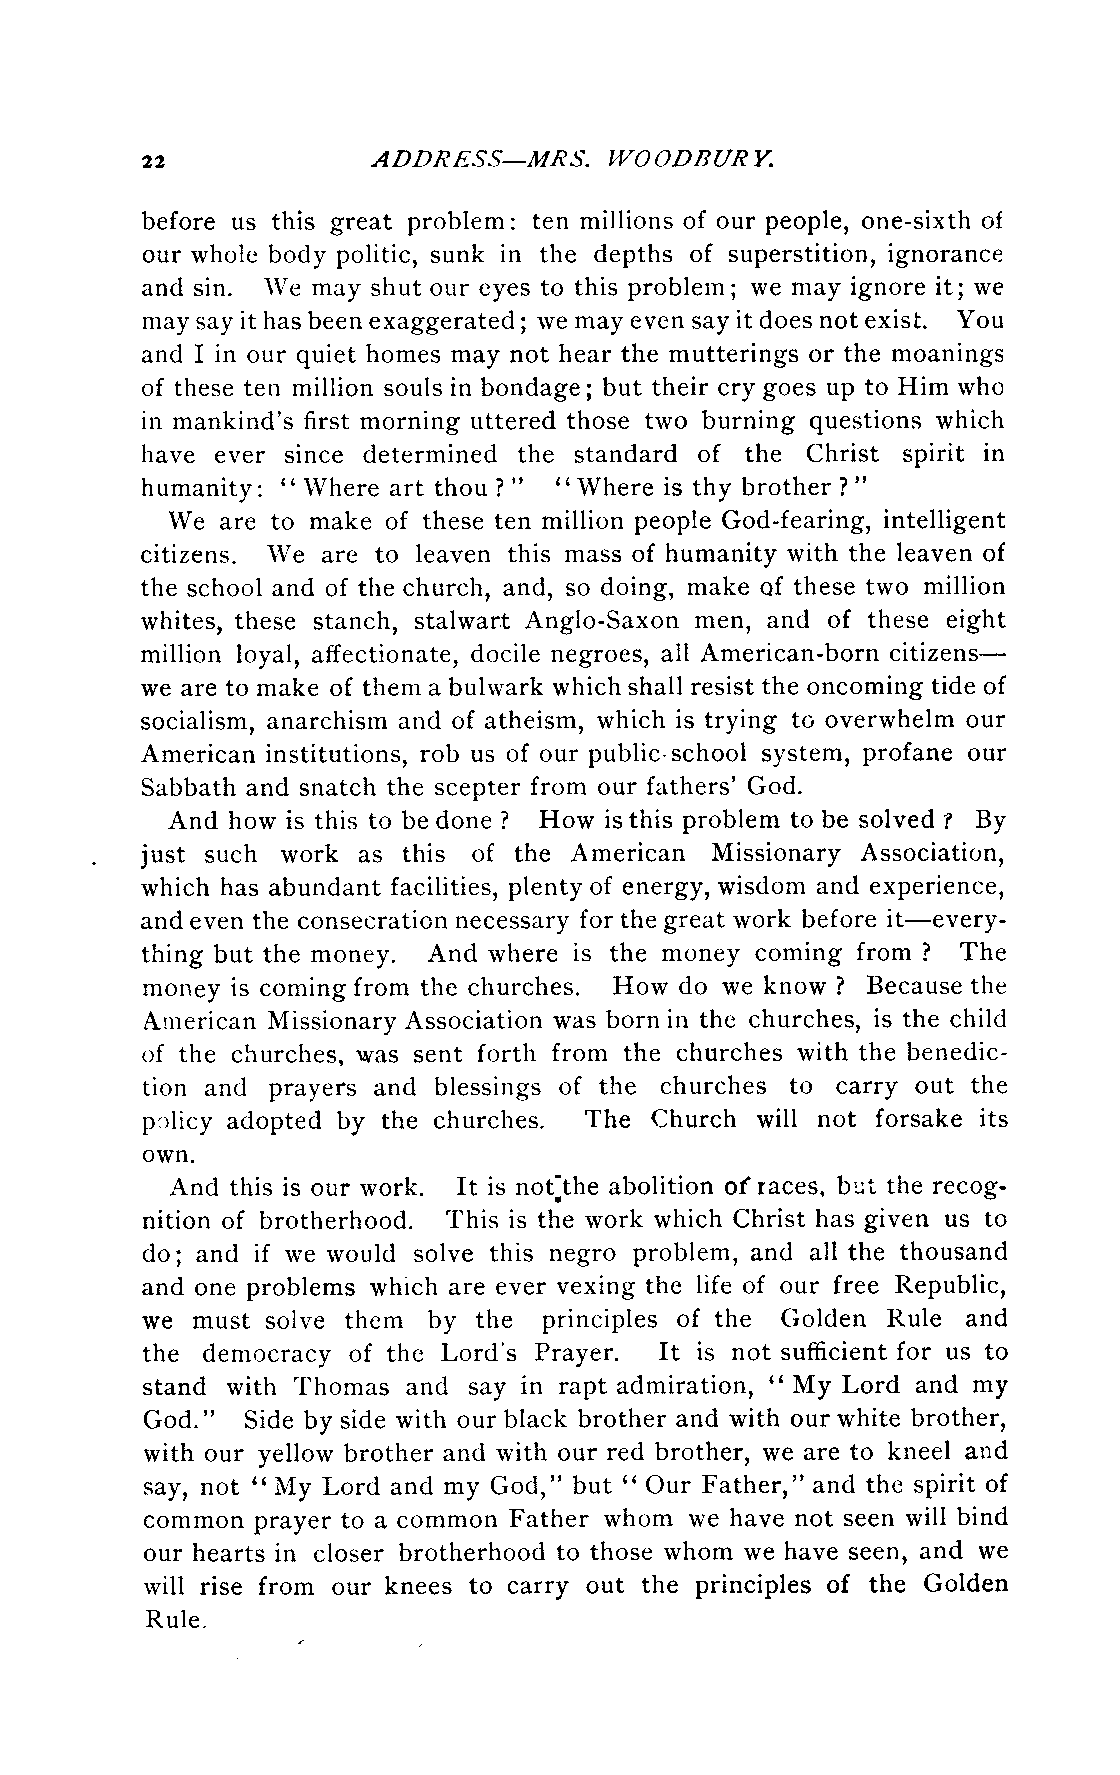 22 ADDRESS—MRS. WOODBURY.
before us this great problem: ten millions of our people, one-sixth of
our whole body politic, sunk in the depths of superstition, ignorance
and sin. We may shut our eyes to this problem; we may ignore it; we
may say it has been exaggerated; we may even say it does not exist. You
and I in our quiet homes may not hear the mutterings or the moanings
of these ten million souls in bondage; but their cry goes up to Him who
in mankind's first morning uttered those two burning questions which
have ever since determined the standard of the Christ spirit in
humanity: "Where art thou?" "Where is thy brother?"
We are to make of these ten million people God-fearing, intelligent
citizens. We are to leaven this mass of humanity with the leaven of
the school and of the church, and, so doing, make of these two million
whites, these stanch, stalwart Anglo-Saxon men, and of these eight
million loyal, affectionate, docile negroes, all American-born citizens—
we are to make of them a bulwark which shall resist the oncoming tide of
socialism, anarchism and of atheism, which is trying to overwhelm our
American institutions, rob us of our public-school system, profane our
Sabbath and snatch the scepter from our fathers' God.
And how is this to be done? How is this problem to be solved? By
just such work as this of the American Missionary Association,
which has abundant facilities, plenty of energy, wisdom and experience,
and even the consecration necessary for the great work before it—every-
thing but the money. And where is the money coming from? The
money is coming from the churches. How do we know? Because the
American Missionary Association was born in the churches, is the child
of the churches, was sent forth from the churches with the benedic-
tion and prayers and blessings of the churches to carry out the
policy adopted by the churches. The Church will not forsake its
own.
And this is our work. It is not the abolition of races, but the recog-
nition of brotherhood. This is the work which Christ has given us to
do; and if we would solve this negro problem, and all the thousand
and one problems which are ever vexing the life of our free Republic,
we must solve them by the principles of the Golden Rule and
the democracy of the Lord's Prayer. It is not sufficient for us to
stand with Thomas and say in rapt admiration, "My Lord and my
God." Side by side with our black brother and with our white brother,
with our yellow brother and with our red brother, we are to kneel and
say, not "My Lord and my God," but "Our Father," and the spirit of
common prayer to a common Father whom we have not seen will bind
our hearts in closer brotherhood to those whom we have seen, and we
will rise from our knees to carry out the principles of the Golden
Rule.